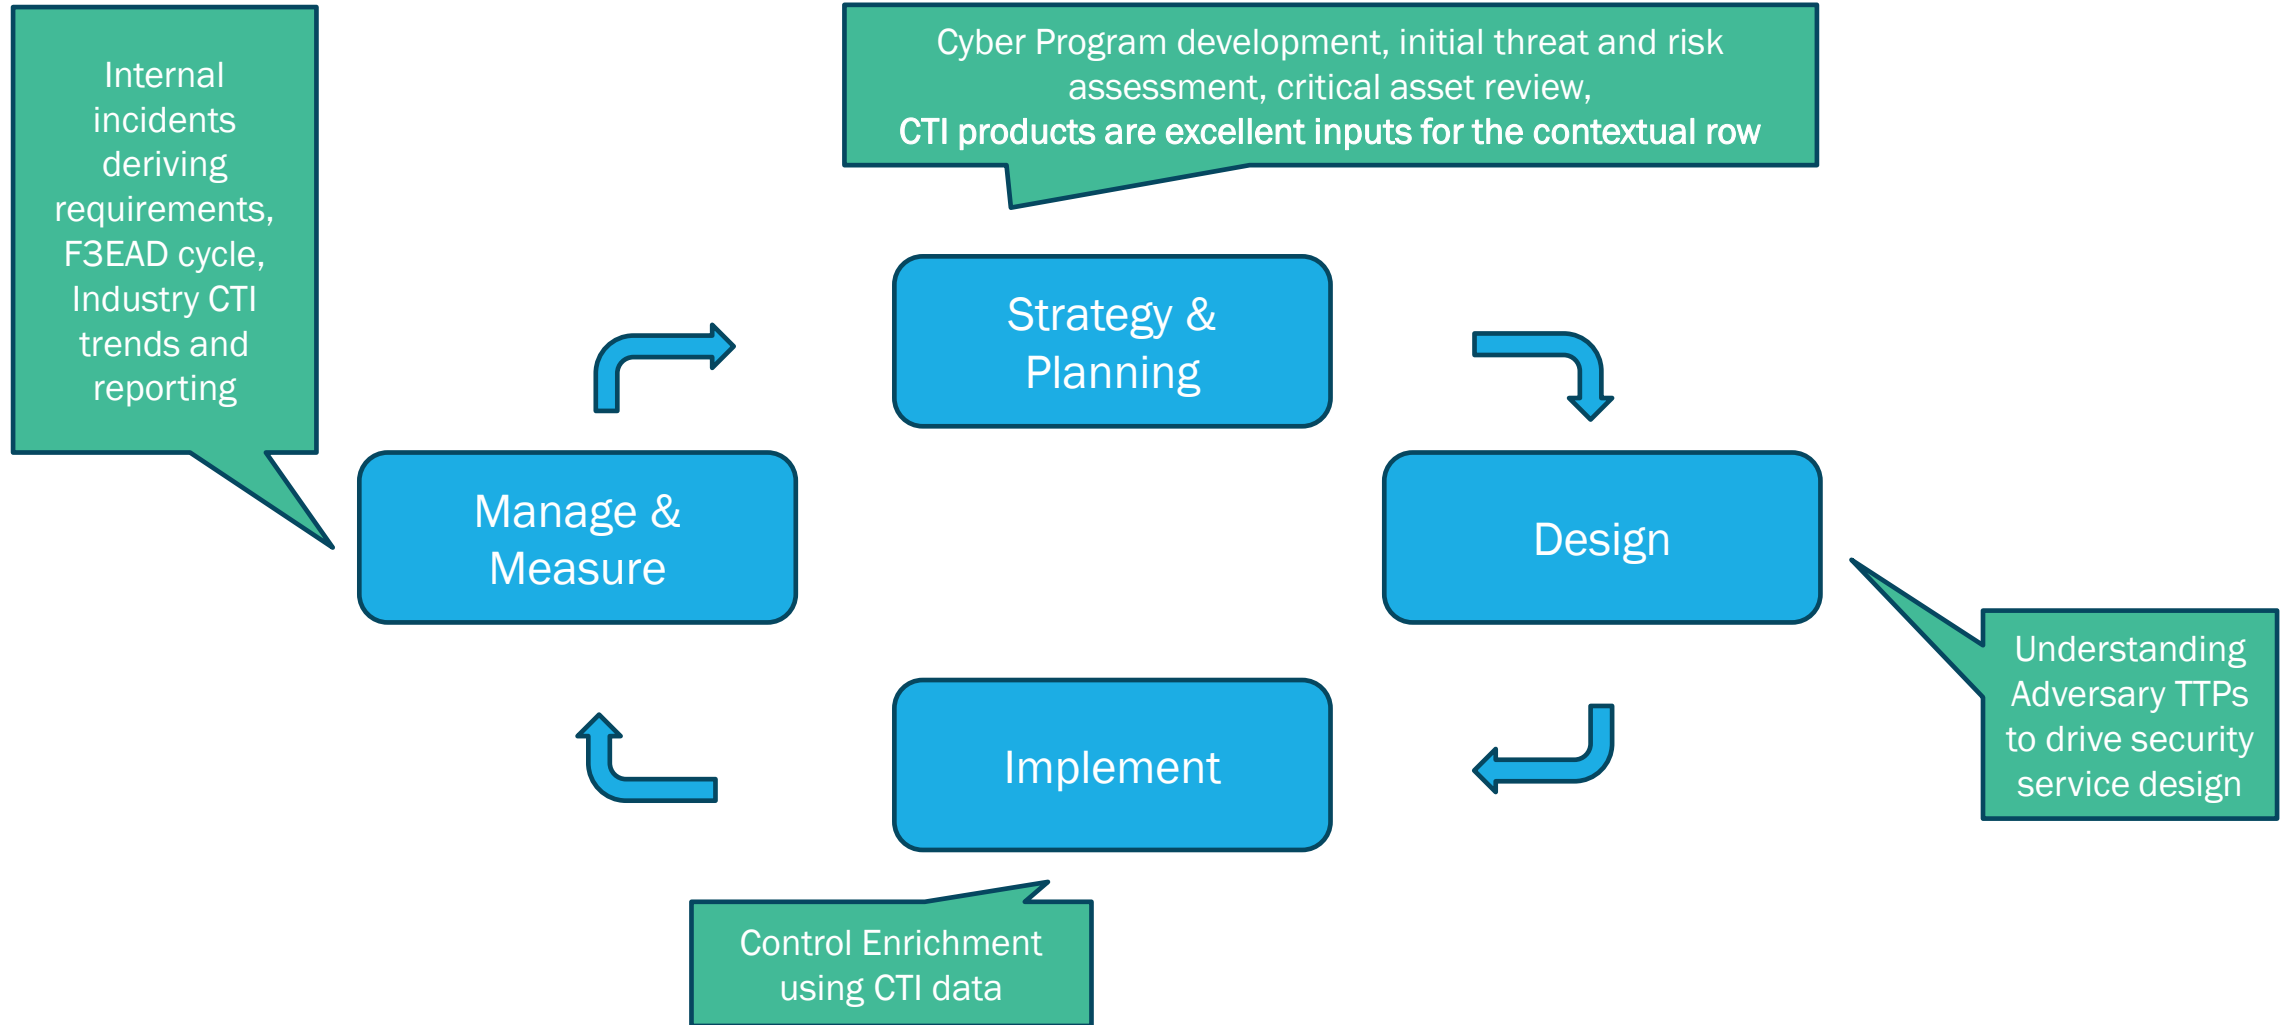 Internal
incidents
deriving
requirements,
F3EAD cycle,
Industry CTI
trends and
reporting
Cyber Program development, initial threat and risk
assessment, critical asset review,
CTI products are excellent inputs for the contextual row
Strategy &
Planning
Manage &
Measure
Design
Understanding
Adversary TTPs
to drive security
service design
Implement
Control Enrichment
using CTI data